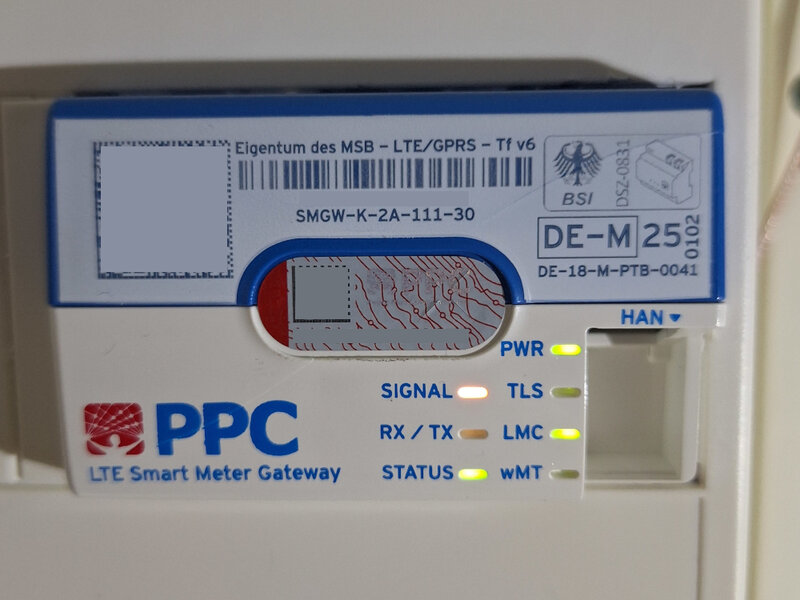 Eigentum des MSB - LTE/GPRS - Tf v6
SMGW-K-2A-111-30
BSI
DSZ-0831
DE-M 25
0102
DE-18-M-PTB-0041
HAN
PWR
SIGNAL TLS
RX / TX LMC
STATUS wMT
PPC
LTE Smart Meter Gateway